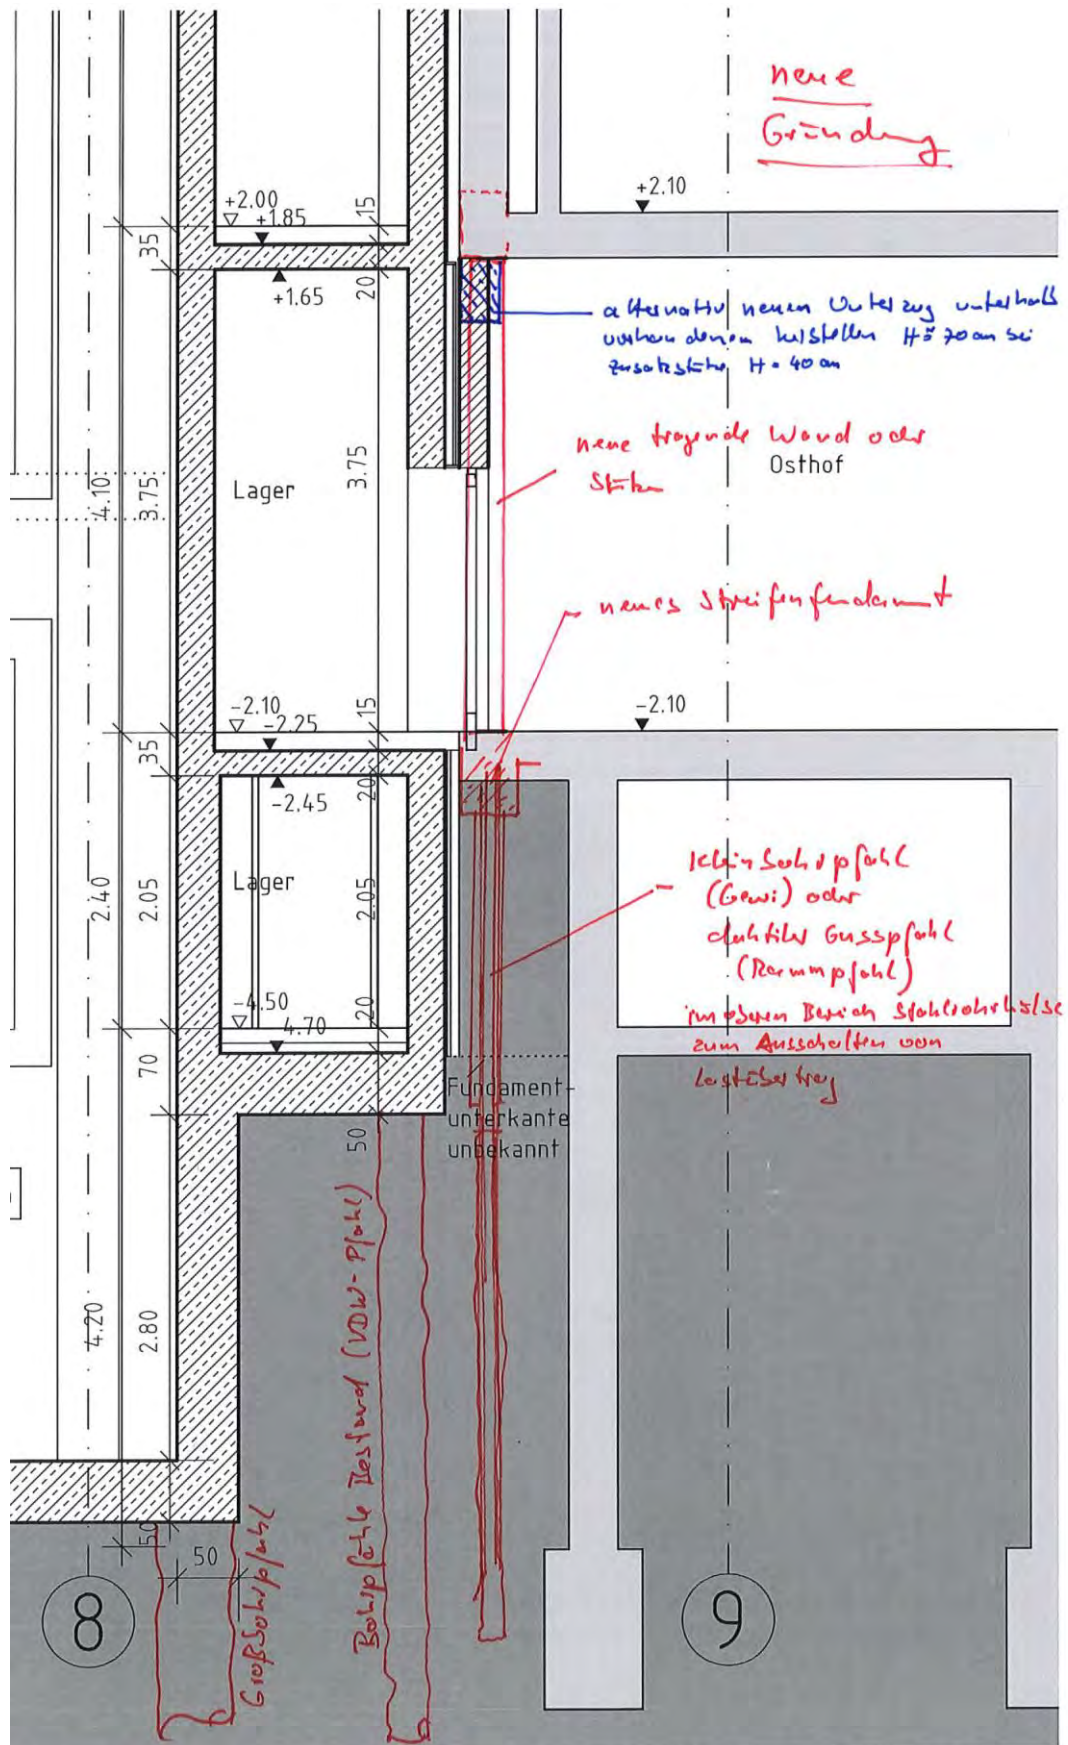 neue
Gründung
+2.00
+1.85
15
+2.10
35
+1.65
20
alternativ neuen Unterzug unterhalb
vorhandenem herstellen H = 70 cm bei
Zusatzstütze H = 40 cm
neue tragende Wand oder
Stützen
Osthof
4.10
3.75
Lager
3.75
neues Streifenfundament
-2.10
-2.25
15
-2.10
35
-2.45
20
Kleinbohrpfahl
(Gewi) oder
duktiler Gusspfahl
(Rammpfahl)
im oberen Bereich Stahlrohrhülse
zum Ausschalten von
Lastübertrag
2.40
2.05
Lager
2.05
-4.50
4.70
20
70
Fundament-
unterkante
unbekannt
50
Bohrpfähle Bestand (VDW-Pfahl)
4.20
2.80
Großbohrpfahl
50
50
8
9